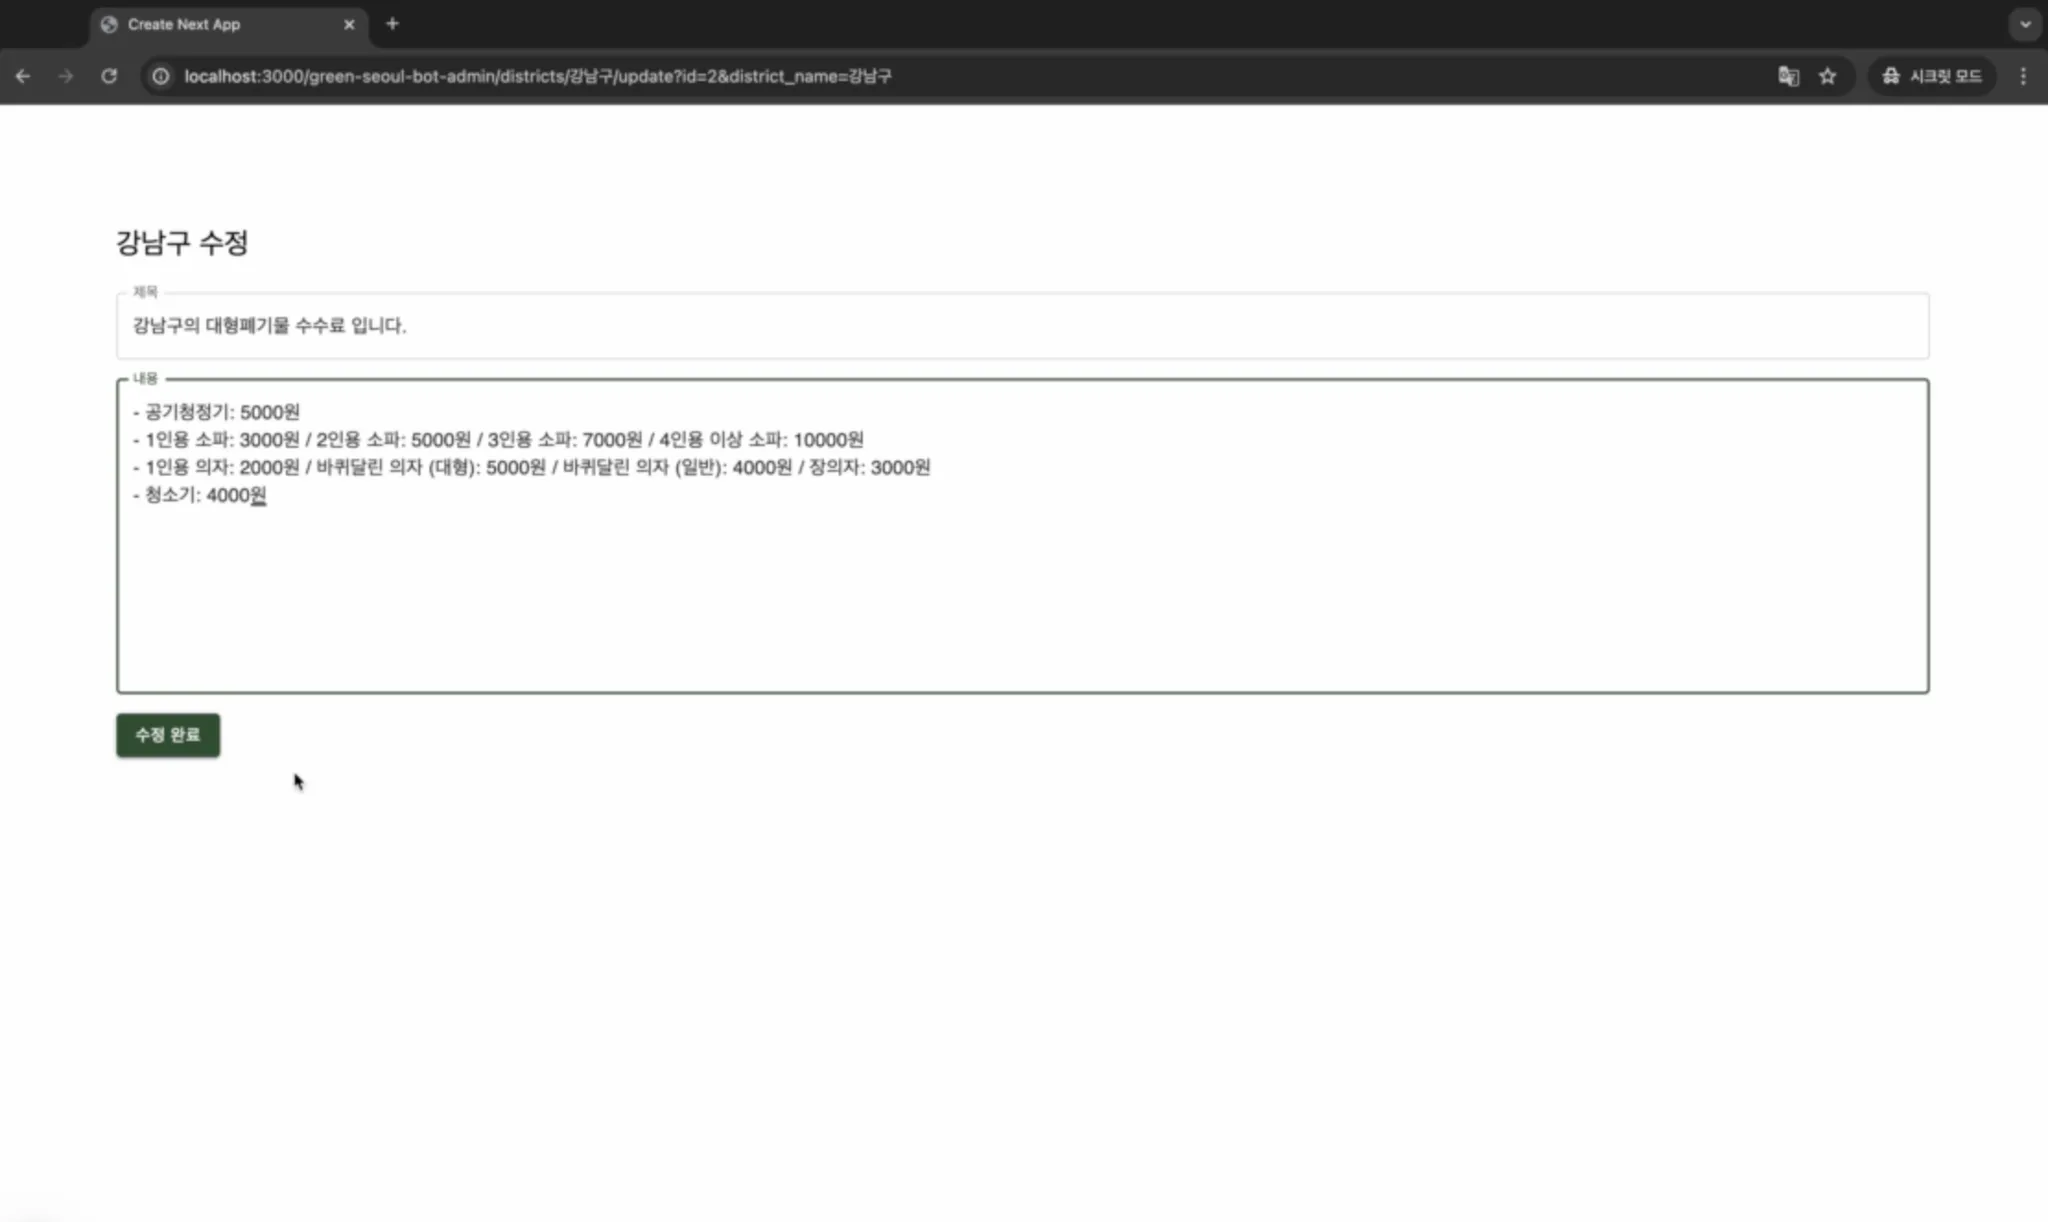 Create Next App
localhost:3000/green-seoul-bot-admin/districts/강남구/update?id=2&district_name=강남구
시크릿 모드
강남구 수정
제목
강남구의 대형폐기물 수수료 입니다.
내용
- 공기청정기: 5000원
- 1인용 소파: 3000원 / 2인용 소파: 5000원 / 3인용 소파: 7000원 / 4인용 이상 소파: 10000원
- 1인용 의자: 2000원 / 바퀴달린 의자 (대형): 5000원 / 바퀴달린 의자 (일반): 4000원 / 장의자: 3000원
- 청소기: 4000원
수정 완료